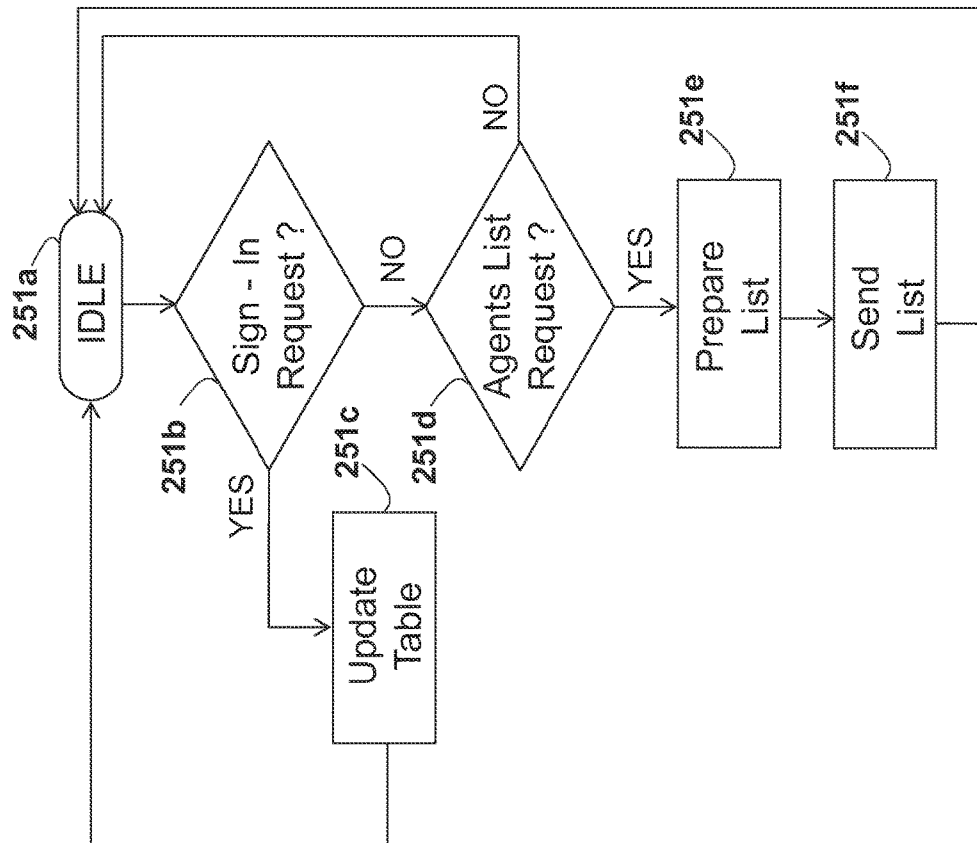 251a
IDLE
251b
Sign - In
Request ?
YES
NO
251c
Update
Table
251d
Agents List
Request ?
NO
YES
251e
Prepare
List
251f
Send
List